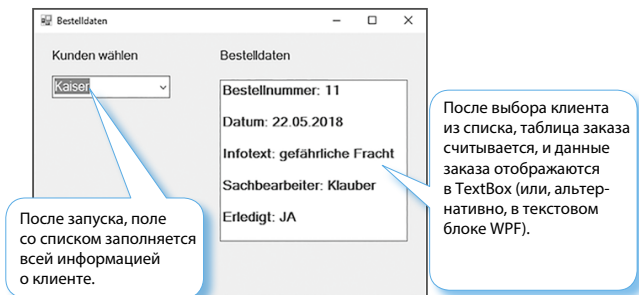 Bestelldaten
Kunden wählen
Bestelldaten
Kaiser
Bestellnummer: 11
Datum: 22.05.2018
Infotext: gefährliche Fracht
Sachbearbeiter: Klauber
Erledigt: JA
После запуска, поле
со списком заполняется
всей информацией
о клиенте.
После выбора клиента
из списка, таблица заказа
считывается, и данные
заказа отображаются
в TextBox (или, альтер-
нативно, в текстовом
блоке WPF).